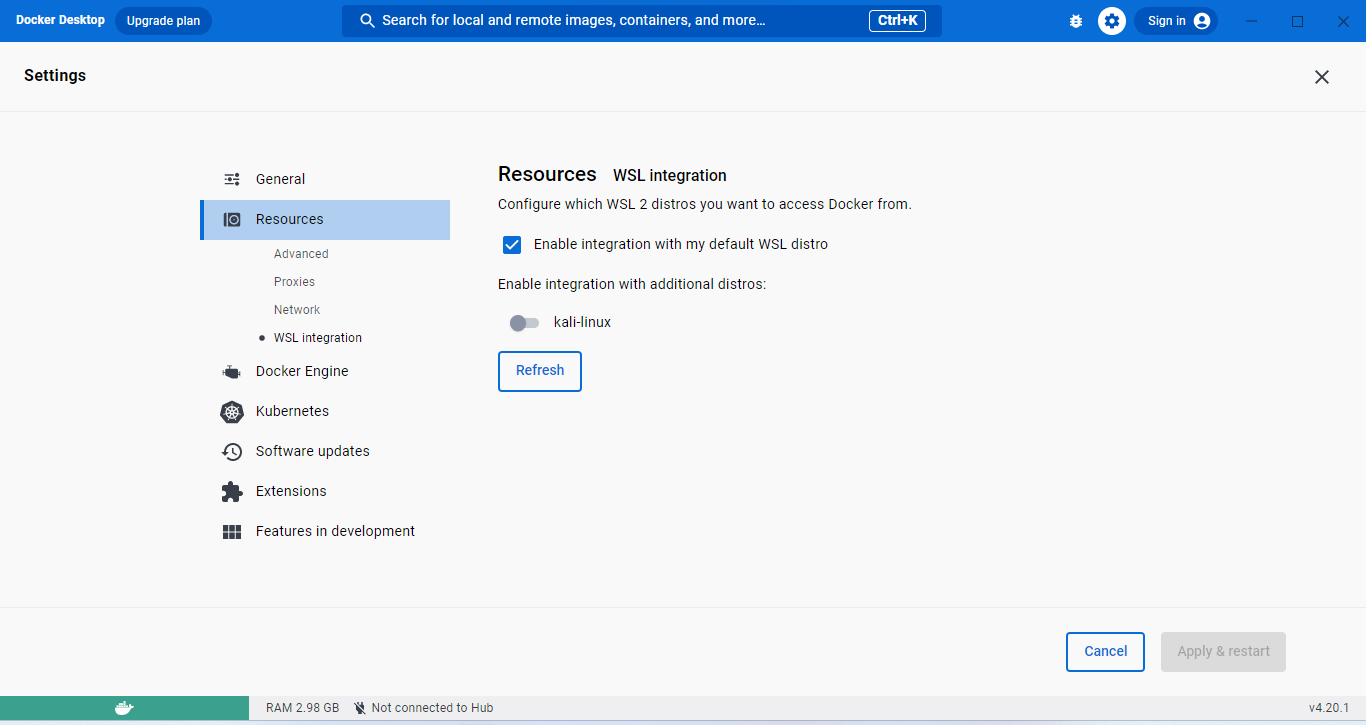 Docker Desktop
Upgrade plan
Search for local and remote images, containers, and more…
Ctrl+K
Sign in
Settings
General
Resources
Advanced
Proxies
Network
WSL integration
Docker Engine
Kubernetes
Software updates
Extensions
Features in development
Resources WSL integration
Configure which WSL 2 distros you want to access Docker from.
Enable integration with my default WSL distro
Enable integration with additional distros:
kali-linux
Refresh
Cancel
Apply & restart
RAM 2.98 GB
Not connected to Hub
v4.20.1